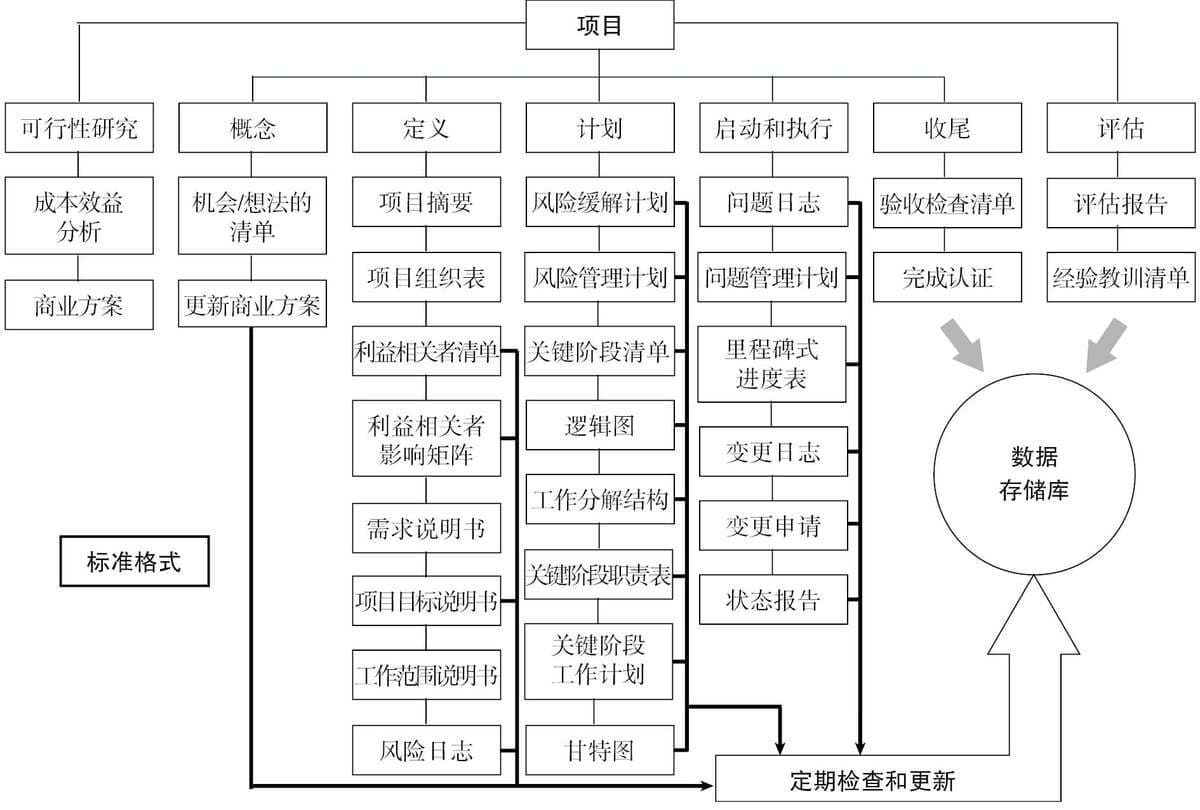 项目
可行性研究
成本效益
分析
商业方案
概念
机会/想法的
清单
更新商业方案
定义
项目摘要
项目组织表
利益相关者清单
利益相关者
影响矩阵
需求说明书
项目目标说明书
工作范围说明书
风险日志
计划
风险缓解计划
风险管理计划
关键阶段清单
逻辑图
工作分解结构
关键阶段职责表
关键阶段
工作计划
甘特图
启动和执行
问题日志
问题管理计划
里程碑式
进度表
变更日志
变更申请
状态报告
收尾
验收检查清单
完成认证
评估
评估报告
经验教训清单
数据
存储库
标准格式
定期检查和更新